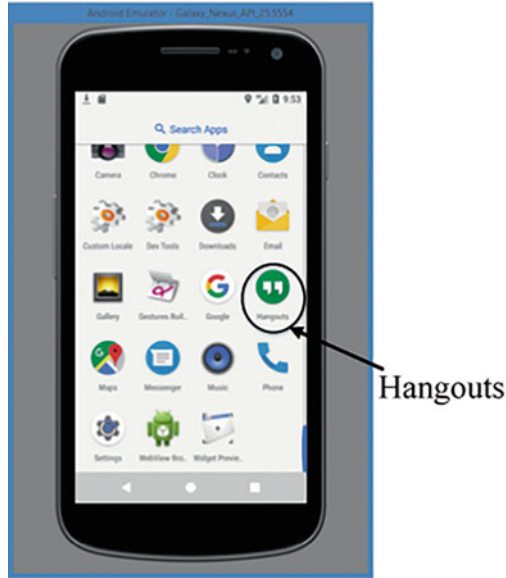 Android Emulator - Galaxy_Nexus_API_25:5554
9:53
Search Apps
Camera Chrome Clock Contacts
Custom Locale Dev Tools Downloads Email
Gallery Gestures Buil.. Google Hangouts
Maps Messenger Music Phone
Settings WebView Bro.. Widget Previe..
Hangouts